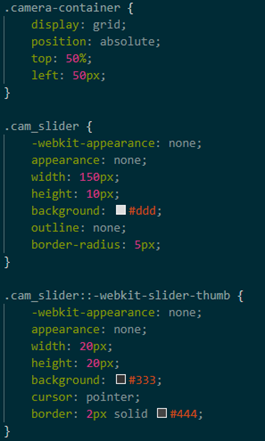 .camera-container {
display: grid;
position: absolute;
top: 50%;
left: 50px;
}
.cam_slider {
-webkit-appearance: none;
appearance: none;
width: 150px;
height: 10px;
background: #ddd;
outline: none;
border-radius: 5px;
}
.cam_slider::-webkit-slider-thumb {
-webkit-appearance: none;
appearance: none;
width: 20px;
height: 20px;
background: #333;
cursor: pointer;
border: 2px solid #444;
}